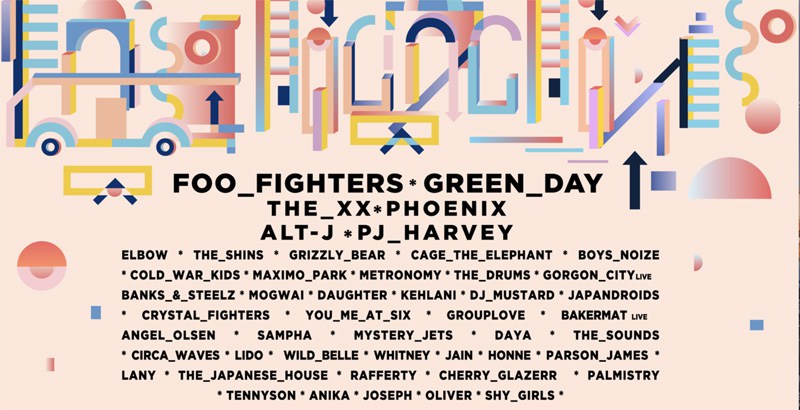 FOO_FIGHTERS * GREEN_DAY
THE_XX*PHOENIX
ALT-J *PJ_HARVEY
ELBOW * THE_SHINS * GRIZZLY_BEAR * CAGE_THE_ELEPHANT * BOYS_NOIZE
* COLD_WAR_KIDS * MAXIMO_PARK * METRONOMY * THE_DRUMS * GORGON_CITY LIVE
BANKS_&_STEELZ * MOGWAI * DAUGHTER * KEHLANI * DJ_MUSTARD * JAPANDROIDS
* CRYSTAL_FIGHTERS * YOU_ME_AT_SIX * GROUPLOVE * BAKERMAT LIVE
ANGEL_OLSEN * SAMPHA * MYSTERY_JETS * DAYA * THE_SOUNDS
* CIRCA_WAVES * LIDO * WILD_BELLE * WHITNEY * JAIN * HONNE * PARSON_JAMES *
LANY * THE_JAPANESE_HOUSE * RAFFERTY * CHERRY_GLAZERR * PALMISTRY
* TENNYSON * ANIKA * JOSEPH * OLIVER * SHY_GIRLS *